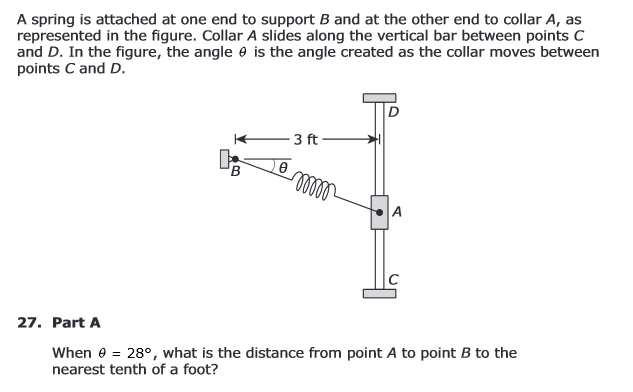 A spring is attached at one end to support B and at the other end to collar A, as
represented in the figure. Collar A slides along the vertical bar between points C
and D. In the figure, the angle θ is the angle created as the collar moves between
points C and D.
D
3 ft
B
θ
A
C
27. Part A
When θ = 28°, what is the distance from point A to point B to the
nearest tenth of a foot?